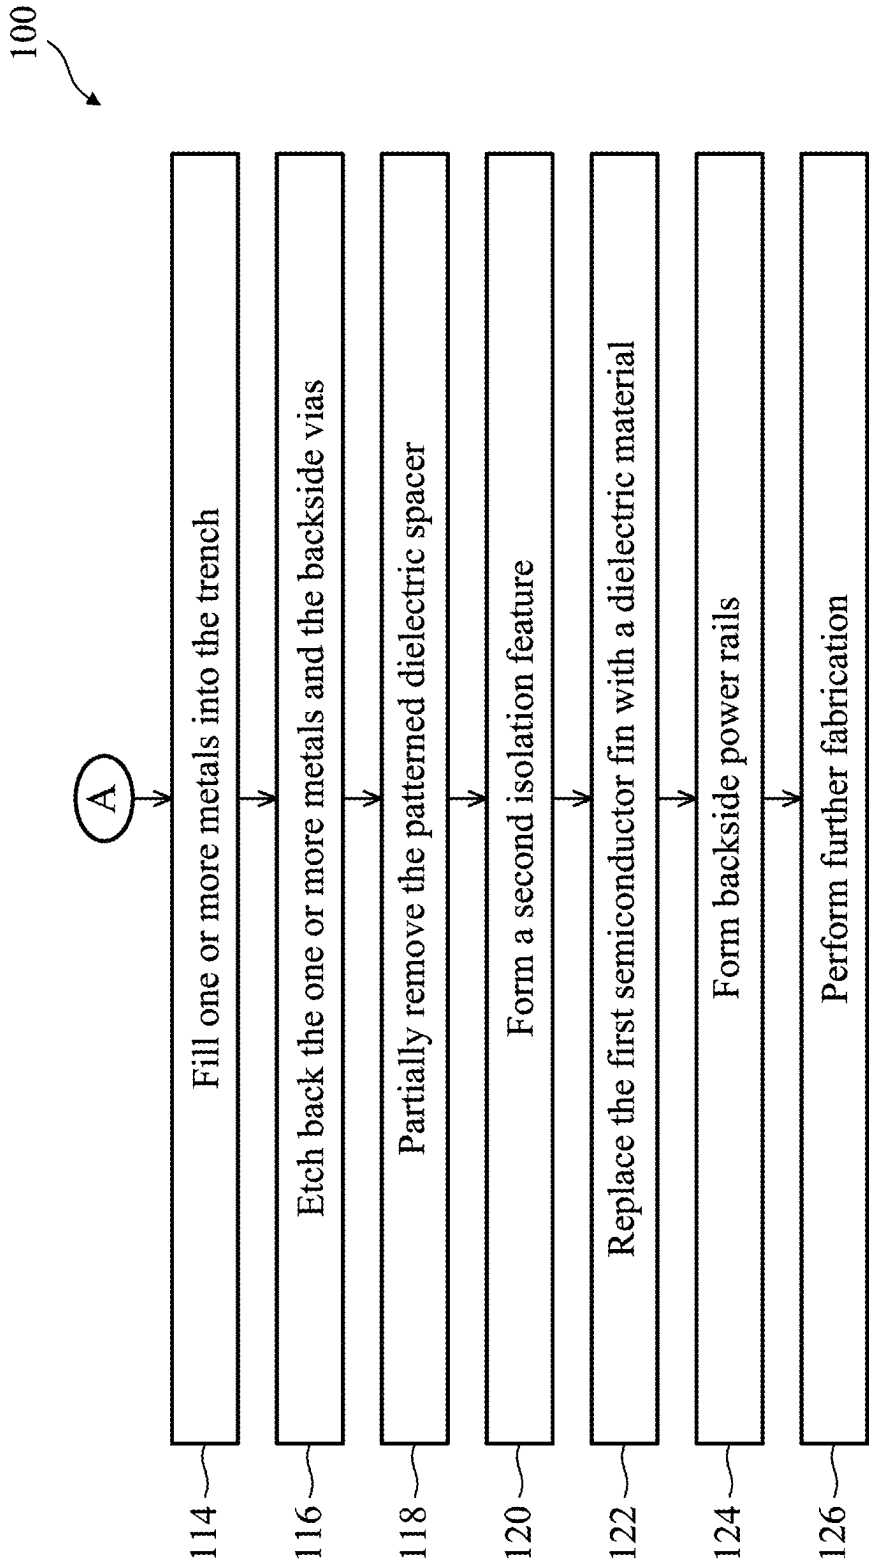 100
A
114
Fill one or more metals into the trench
116
Etch back the one or more metals and the backside vias
118
Partially remove the patterned dielectric spacer
120
Form a second isolation feature
122
Replace the first semiconductor fin with a dielectric material
124
Form backside power rails
126
Perform further fabrication